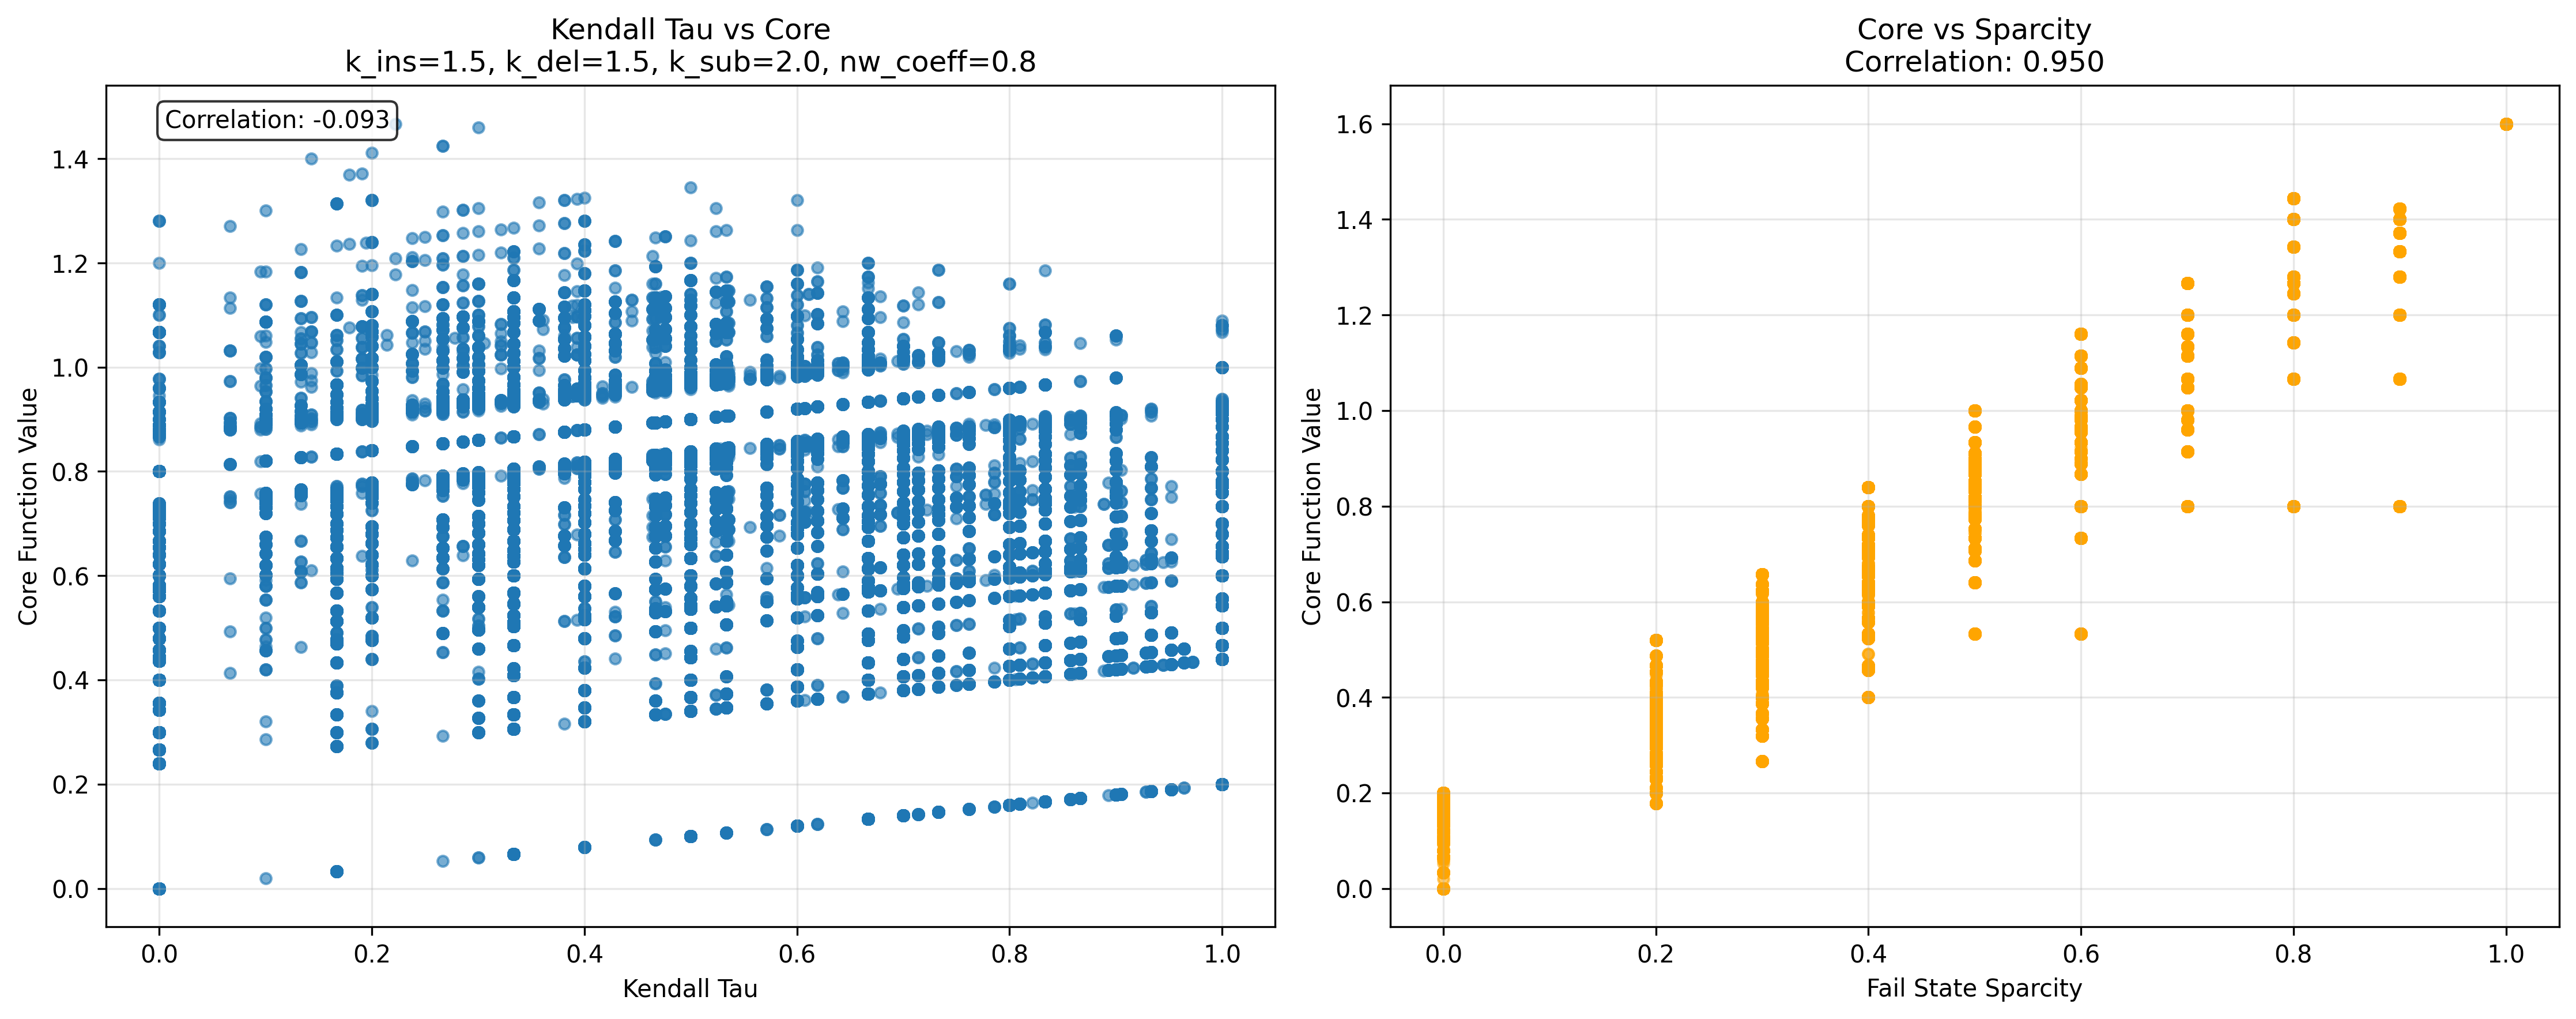 Kendall Tau vs Core
k_ins=1.5, k_del=1.5, k_sub=2.0, nw_coeff=0.8
Correlation: -0.093
Core Function Value
1.4
1.2
1.0
0.8
0.6
0.4
0.2
0.0
0.0 0.2 0.4 0.6 0.8 1.0
Kendall Tau
Core vs Sparcity
Correlation: 0.950
Core Function Value
1.6
1.4
1.2
1.0
0.8
0.6
0.4
0.2
0.0
0.0 0.2 0.4 0.6 0.8 1.0
Fail State Sparcity